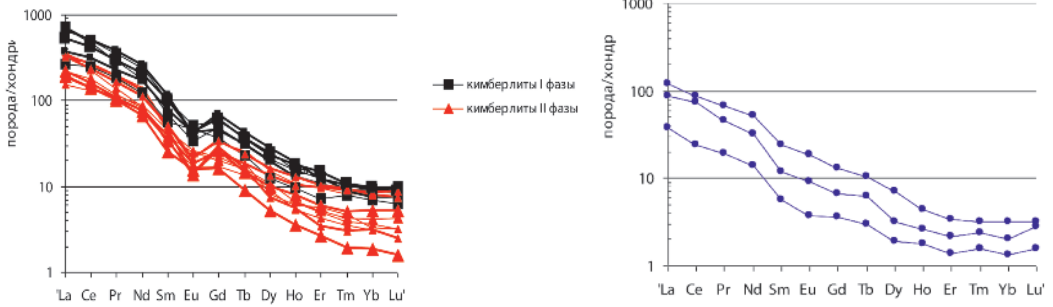 порода/хондри
1000
100
10
1
'La Ce Pr Nd Sm Eu Gd Tb Dy Ho Er Tm Yb Lu'
кимберлиты I фазы
кимберлиты II фазы
порода/хондр
1000
100
10
1
'La Ce Pr Nd Sm Eu Gd Tb Dy Ho Er Tm Yb Lu'